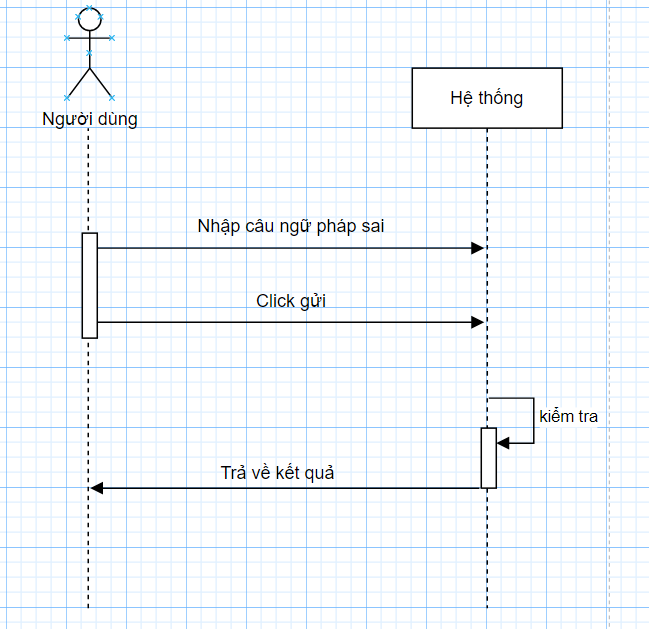 Hệ thống
Người dùng
Nhập câu ngữ pháp sai
Click gửi
kiểm tra
Trả về kết quả